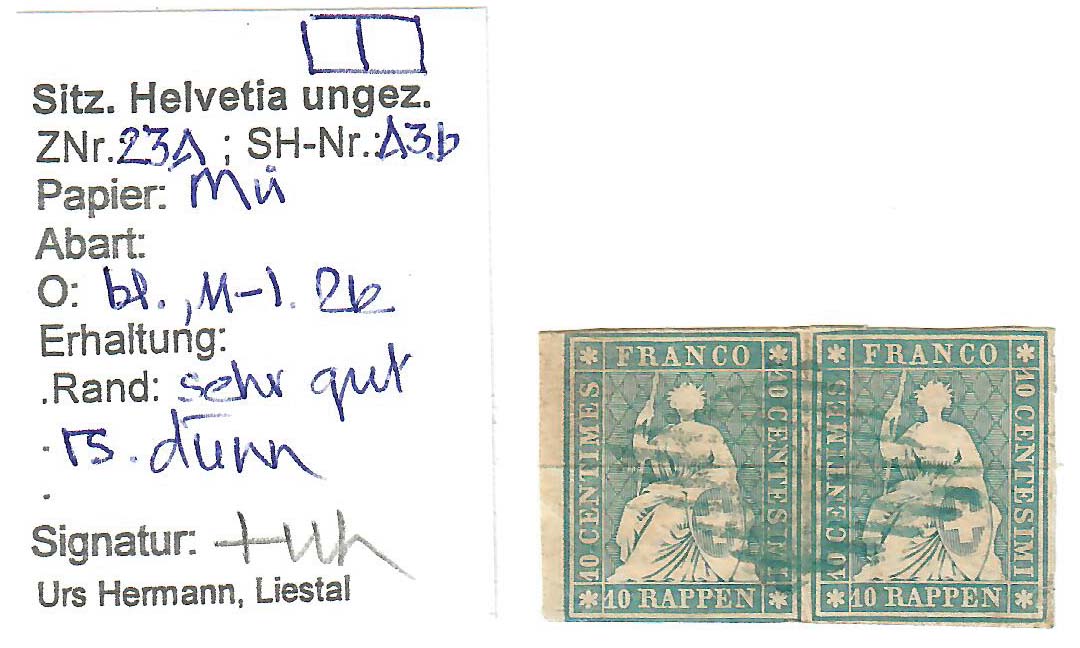 Sitz. Helvetia ungez.
ZNr.23A ; SH-Nr.:A3.b
Papier: Mü
Abart:
O: bl., M-1. 2b
Erhaltung:
.Rand: sehr gut
. rs. dünn
.
Signatur:
Urs Hermann, Liestal
* FRANCO *
10 CENTIMES
10 CENTESIMI
* 10 RAPPEN *
* FRANCO *
10 CENTIMES
10 CENTESIMI
* 10 RAPPEN *